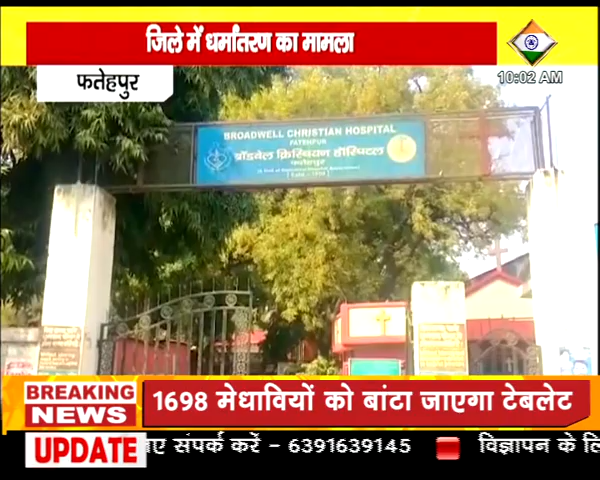 जिले में धर्मांतरण का मामला
फतेहपुर
10:02 AM
BROADWELL CHRISTIAN HOSPITAL
FATEHPUR
ब्रॉडवेल क्रिश्चियन हॉस्पिटल
फतेहपुर
BREAKING NEWS
1698 मेधावियों को बांटा जाएगा टेबलेट
UPDATE
संपर्क करें - 6391639145
विज्ञापन के लि